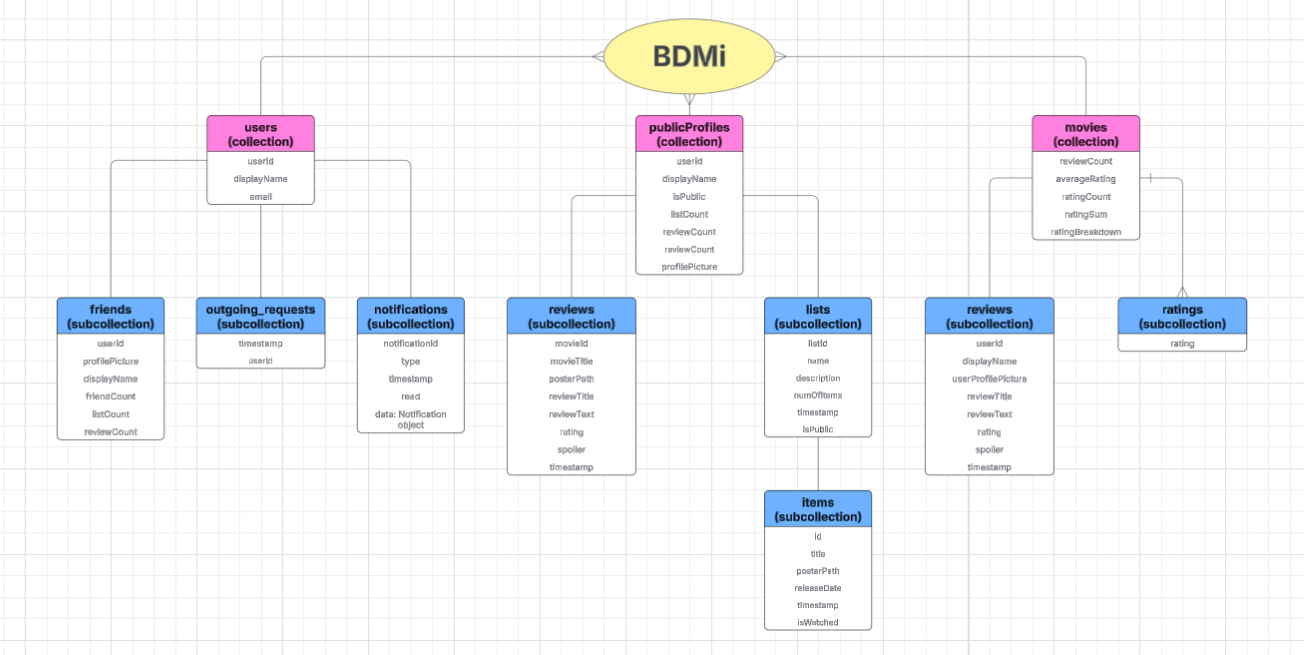 BDMi
users
(collection)
userId
displayName
email
publicProfiles
(collection)
userId
displayName
isPublic
listCount
reviewCount
reviewCount
profilePicture
movies
(collection)
reviewCount
averageRating
ratingCount
ratingSum
ratingBreakdown
friends
(subcollection)
userId
profilePicture
displayName
friendCount
listCount
reviewCount
outgoing_requests
(subcollection)
timestamp
userId
notifications
(subcollection)
notificationId
type
timestamp
read
data: Notification
object
reviews
(subcollection)
movieId
movieTitle
posterPath
reviewTitle
reviewText
rating
spoiler
timestamp
lists
(subcollection)
listId
name
description
numOfItems
timestamp
isPublic
reviews
(subcollection)
userId
displayName
userProfilePicture
reviewTitle
reviewText
rating
spoiler
timestamp
ratings
(subcollection)
rating
items
(subcollection)
id
title
posterPath
releaseDate
timestamp
isWatched